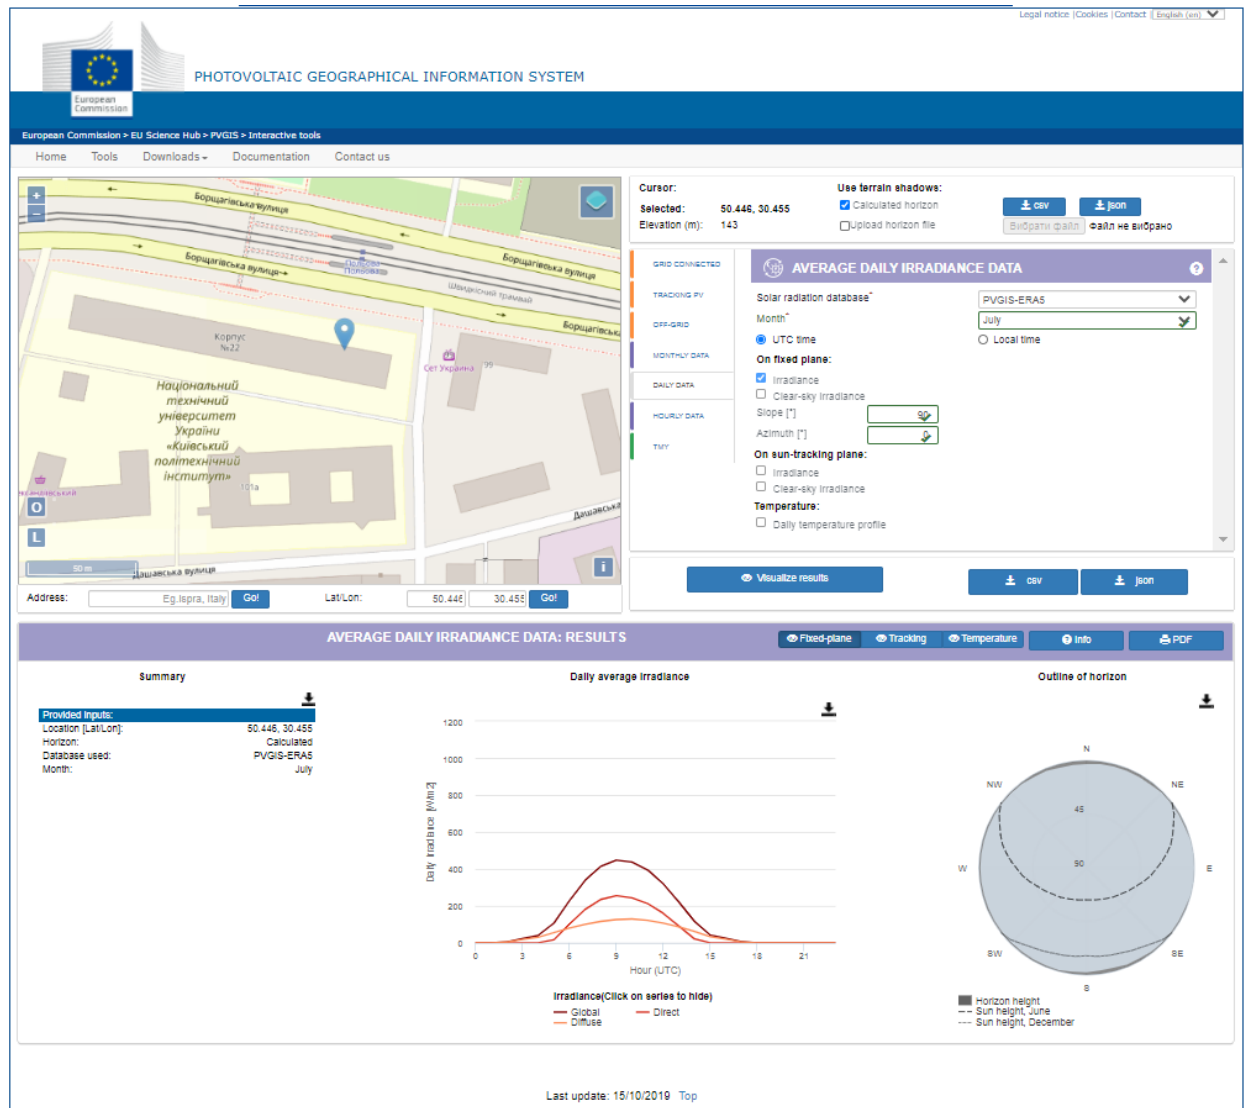 Legal notice |Cookies |Contact | English (en)
PHOTOVOLTAIC GEOGRAPHICAL INFORMATION SYSTEM
European
Commission
European Commission > EU Science Hub > PVGIS > Interactive tools
Home Tools Downloads Documentation Contact us
+
−
Борщагівська вулиця
Борщагівська вулиця
Польова
Польова
Борщагівська вулиця
Швидкісний трамвай
Борщагівська
Корпус
№22
Сет Украина
99
Національний
технічний
університет
України
«Київський
політехнічний
інститут»
101а
Дашавська
Дашавська вулиця
O
L
50 m
i
Address: Eg.Ispra, Italy Go! Lat/Lon: 50.446 30.455 Go!
Cursor: Use terrain shadows:
Selected: 50.446, 30.455 Calculated horizon csv json
Elevation (m): 143 Upload horizon file Вибрати файл Файл не вибрано
GRID CONNECTED
TRACKING PV
OFF-GRID
MONTHLY DATA
DAILY DATA
HOURLY DATA
TMY
AVERAGE DAILY IRRADIANCE DATA ?
Solar radiation database* PVGIS-ERA5
Month* July
UTC time Local time
On fixed plane:
Irradiance
Clear-sky irradiance
Slope [°] 90
Azimuth [°] 0
On sun-tracking plane:
Irradiance
Clear-sky irradiance
Temperature:
Daily temperature profile
Visualize results csv json
AVERAGE DAILY IRRADIANCE DATA: RESULTS Fixed-plane Tracking Temperature Info PDF
Summary
Provided inputs:
Location [Lat/Lon]: 50.446, 30.455
Horizon: Calculated
Database used: PVGIS-ERA5
Month: July
Daily average irradiance
Daily irradiance [W/m2]
1200
1000
800
600
400
200
0
0 3 6 9 12 15 18 21
Hour (UTC)
Irradiance(Click on series to hide)
Global Direct
Diffuse
Outline of horizon
N
NW NE
45
W 90 E
SW SE
S
Horizon height
Sun height, June
Sun height, December
Last update: 15/10/2019 Top